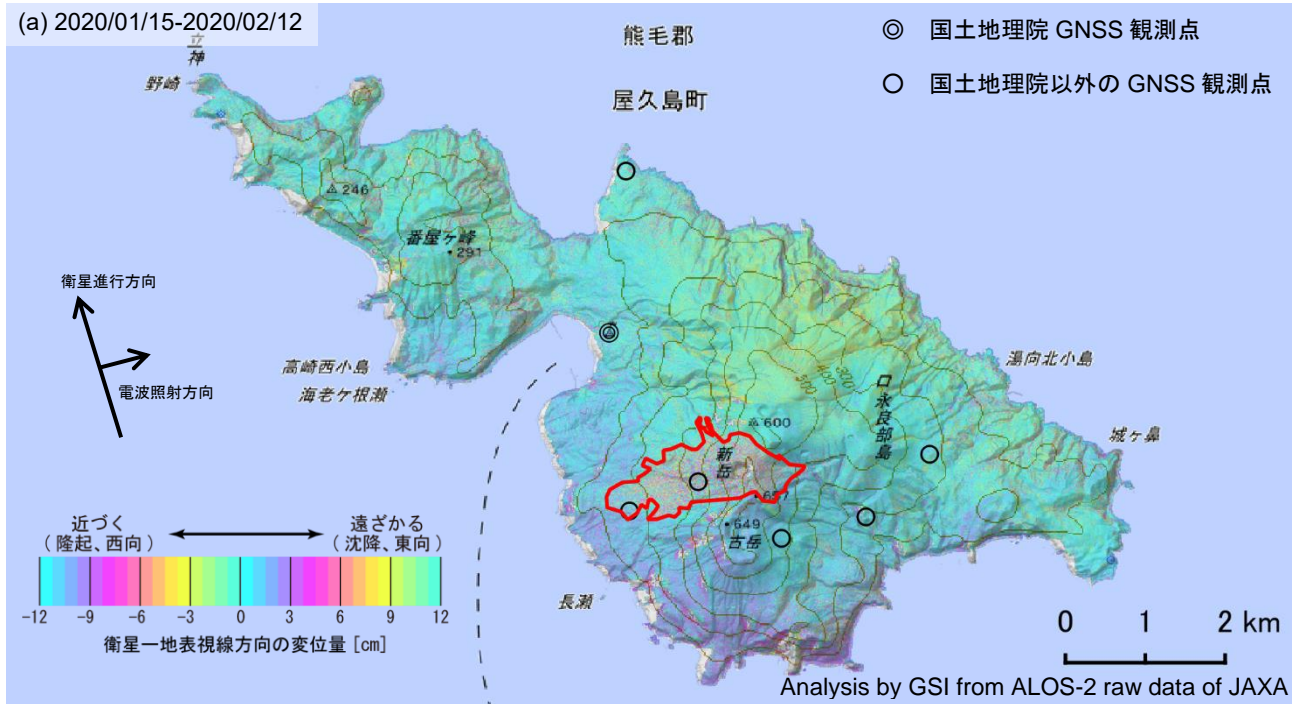 (a) 2020/01/15-2020/02/12
熊毛郡
屋久島町
◎ 国土地理院 GNSS 観測点
○ 国土地理院以外の GNSS 観測点
立神
野崎
246
番屋ヶ峰
291
衛星進行方向
電波照射方向
高崎西小島
海老ケ根瀬
湯向北小島
城ヶ鼻
口永良部島
500
400
300
600
新岳
657
649
古岳
長瀬
近づく
(隆起、西向)
遠ざかる
(沈降、東向)
-12 -9 -6 -3 0 3 6 9 12
衛星―地表視線方向の変位量 [cm]
0 1 2 km
Analysis by GSI from ALOS-2 raw data of JAXA